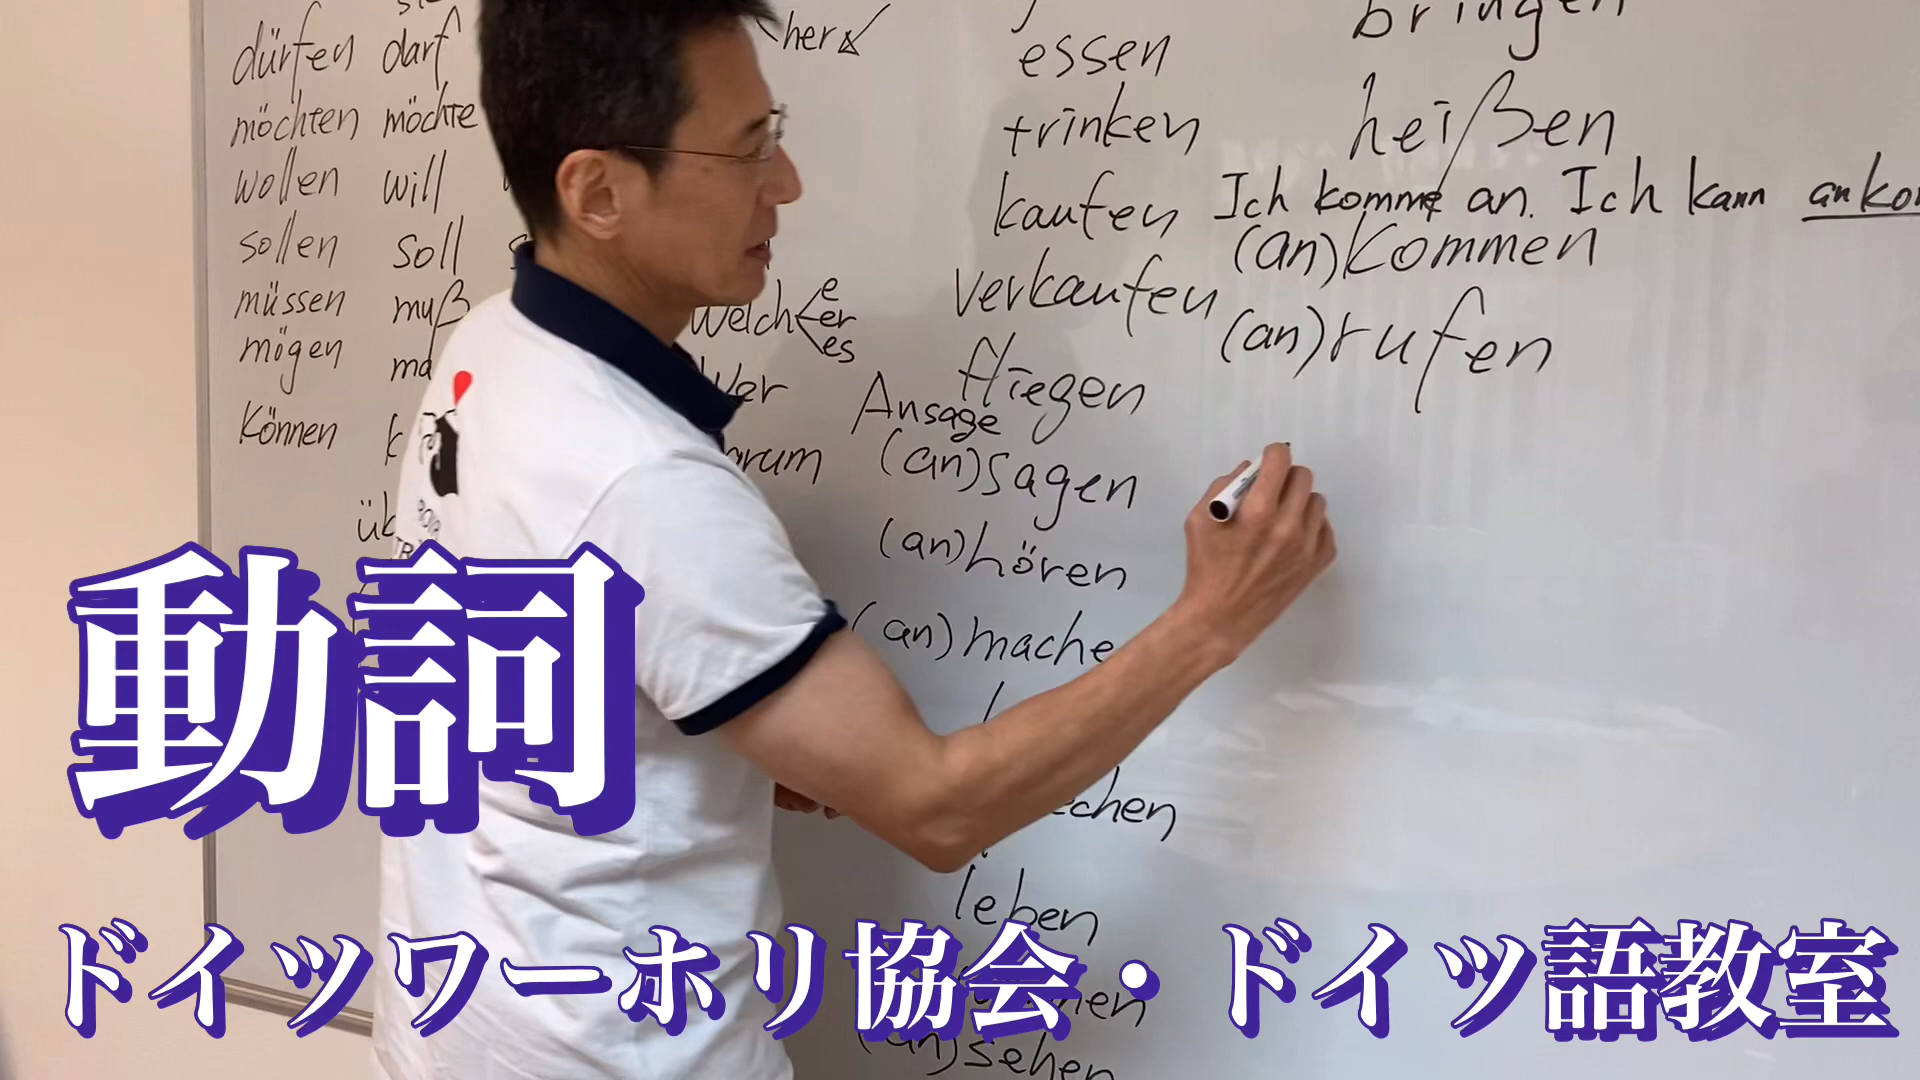 dürfen darf
möchten möchte
wollen will
sollen soll
müssen muß
mögen
können
her
Welch e
er
es
Wer
essen
trinken
kaufen
verkaufen
fliegen
Ansage
(an)sagen
(an)hören
(an)mache
leben
(an)sehen
bringen
heißen
Ich komme an. Ich kann anko
(an)kommen
(an)rufen
動詞
ドイツワーホリ協会・ドイツ語教室